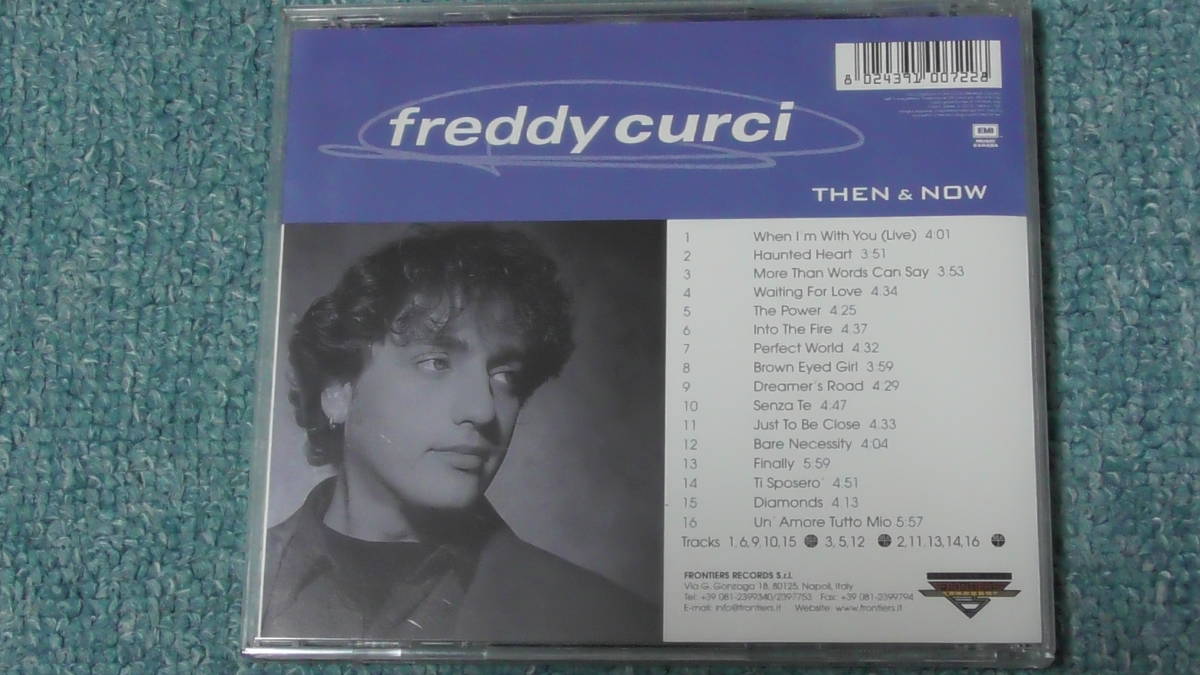 8 024391 007228
freddy curci
EMI
MUSIC
CANADA
THEN & NOW
1 When I'm With You (Live) 4:01
2 Haunted Heart 3:51
3 More Than Words Can Say 3:53
4 Waiting For Love 4:34
5 The Power 4:25
6 Into The Fire 4:37
7 Perfect World 4:32
8 Brown Eyed Girl 3:59
9 Dreamer's Road 4:29
10 Senza Te 4:47
11 Just To Be Close 4:33
12 Bare Necessity 4:04
13 Finally 5:59
14 Ti Sposero' 4:51
15 Diamonds 4:13
16 Un' Amore Tutto Mio 5:57
Tracks 1,6,9,10,15 3,5,12 2,11,13,14,16
FRONTIERS RECORDS S.r.l.
Via G. Gonzaga 18, 80125, Napoli, Italy
Tel: +39 081-2399340/2397753 Fax: +39 081-2399794
E-mail: info@frontiers.it Website: www.frontiers.it